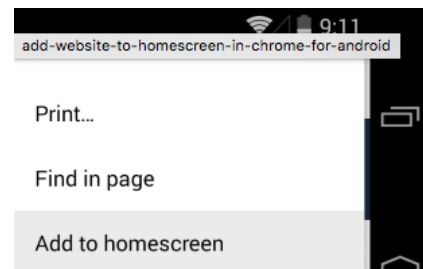 9:11
add-website-to-homescreen-in-chrome-for-android
Print...
Find in page
Add to homescreen